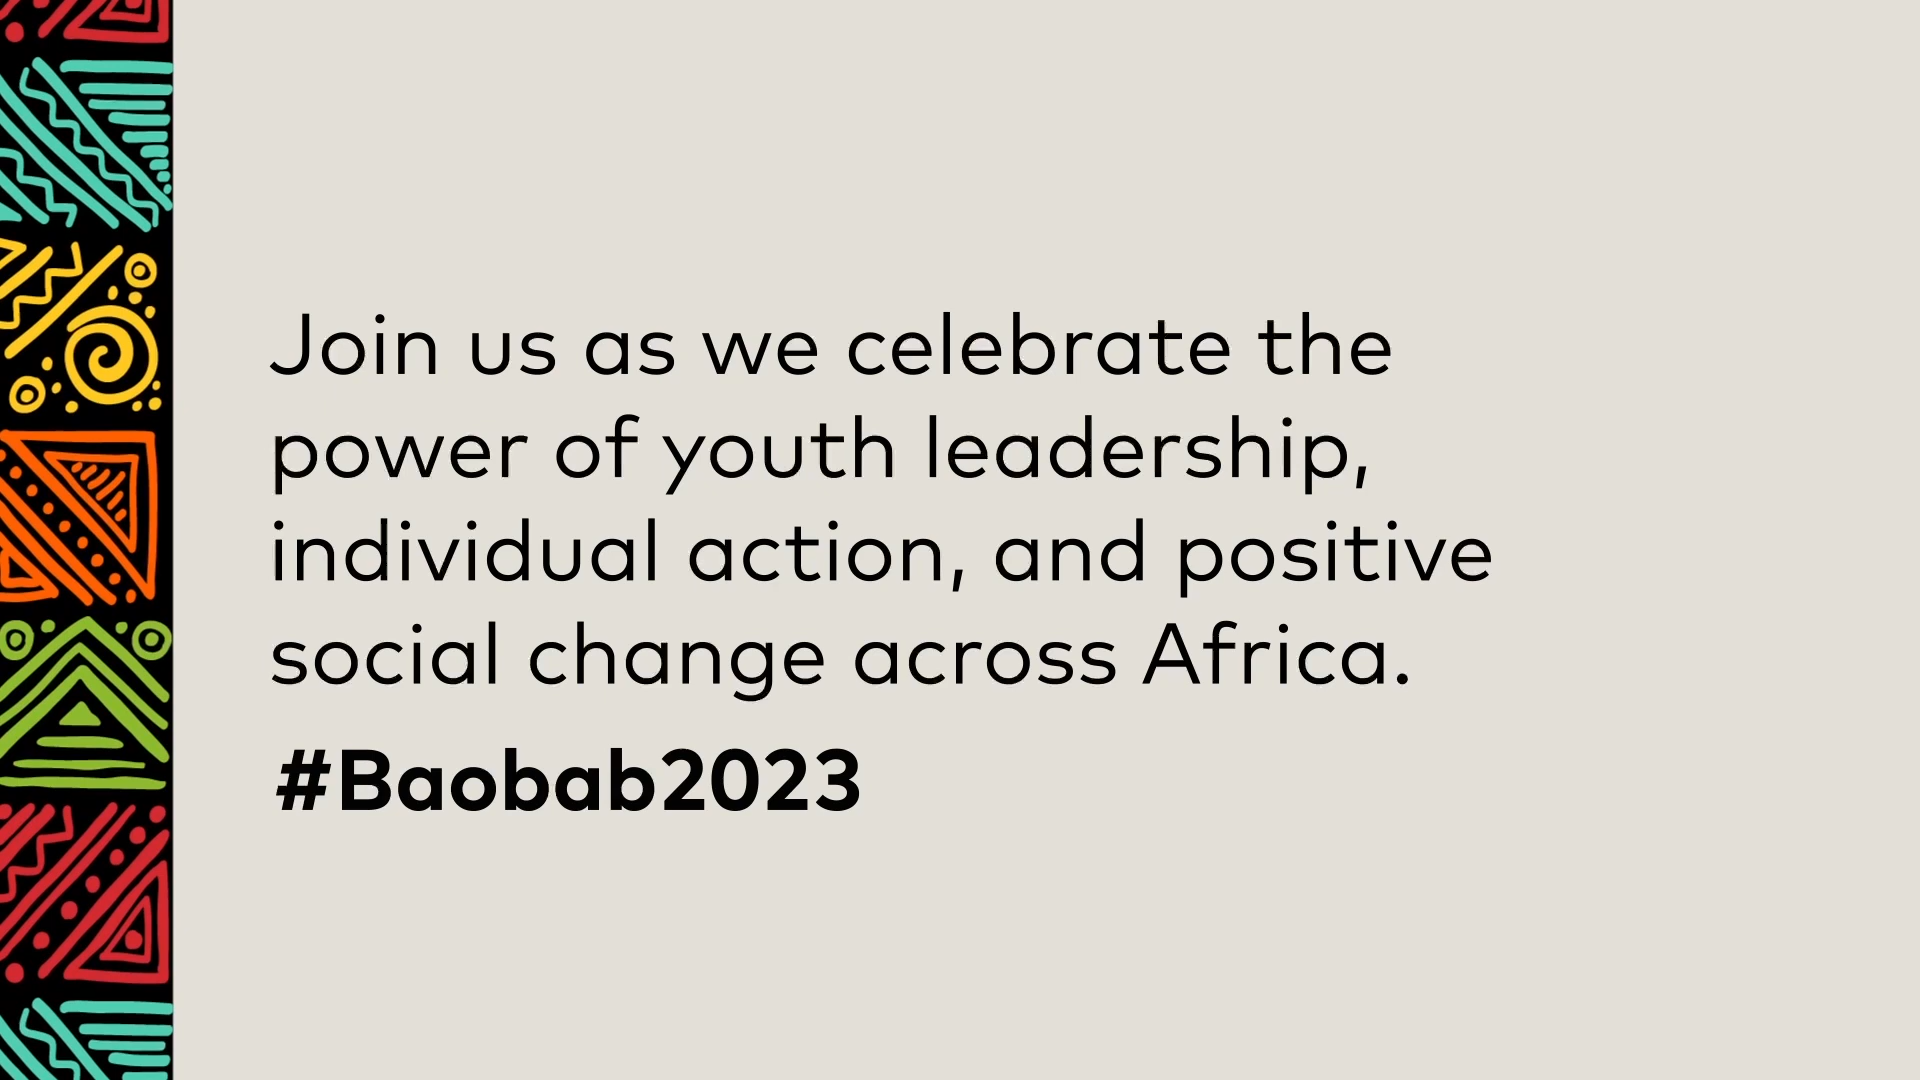 Join us as we celebrate the
power of youth leadership,
individual action, and positive
social change across Africa.
#Baobab2023